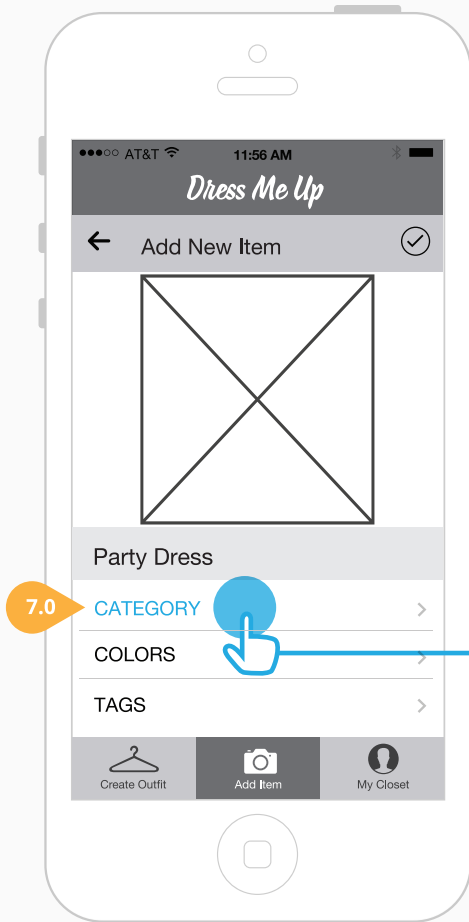 AT&T 11:56 AM
Dress Me Up
Add New Item
Party Dress
7.0 CATEGORY
COLORS
TAGS
Create Outfit Add Item My Closet